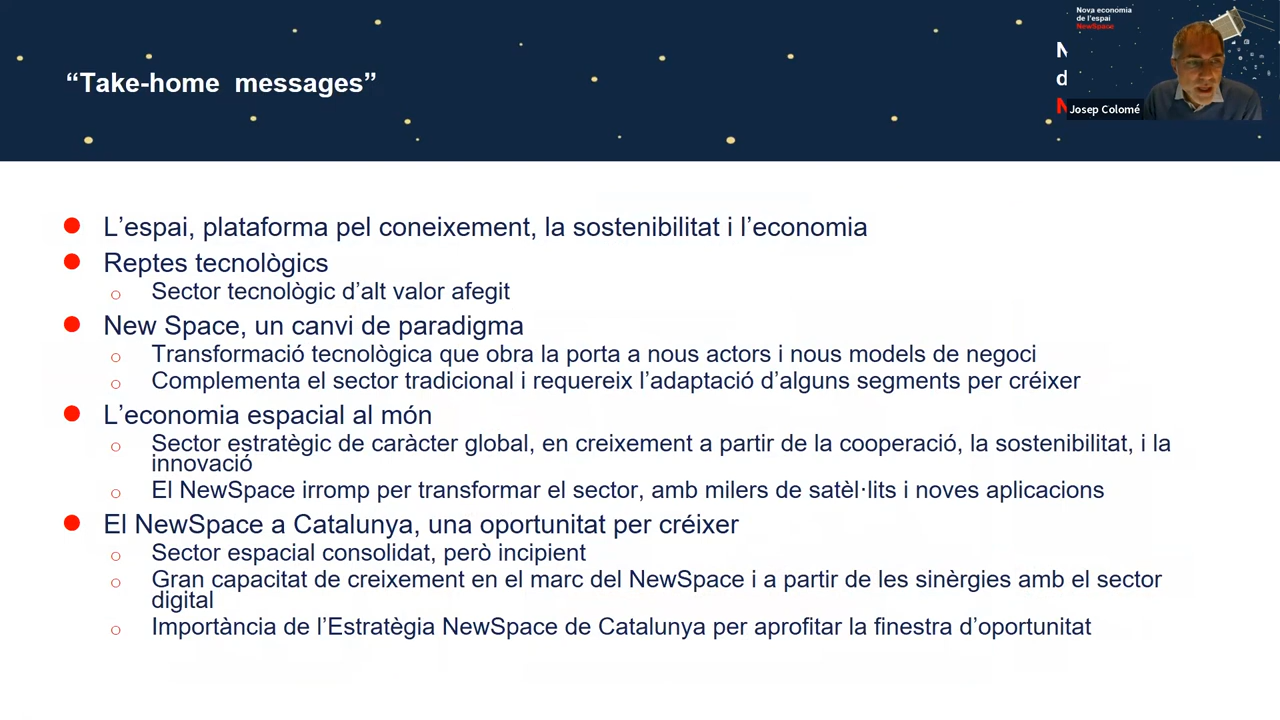 Nova economia
de l'espai
NewSpace
“Take-home messages”
N
d
N
Josep Colomé
L’espai, plataforma pel coneixement, la sostenibilitat i l’economia
Reptes tecnològics
Sector tecnològic d’alt valor afegit
New Space, un canvi de paradigma
Transformació tecnològica que obra la porta a nous actors i nous models de negoci
Complementa el sector tradicional i requereix l’adaptació d’alguns segments per créixer
L’economia espacial al món
Sector estratègic de caràcter global, en creixement a partir de la cooperació, la sostenibilitat, i la
innovació
El NewSpace irromp per transformar el sector, amb milers de satèl·lits i noves aplicacions
El NewSpace a Catalunya, una oportunitat per créixer
Sector espacial consolidat, però incipient
Gran capacitat de creixement en el marc del NewSpace i a partir de les sinèrgies amb el sector
digital
Importància de l’Estratègia NewSpace de Catalunya per aprofitar la finestra d’oportunitat